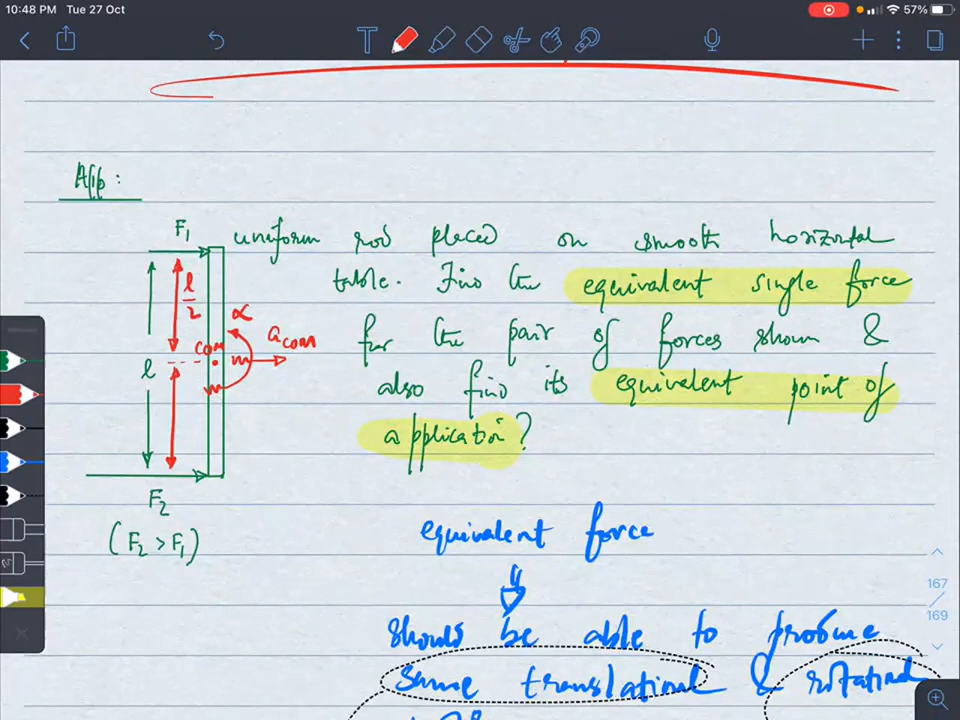 10:48 PM Tue 27 Oct
57%
App :
F₁
uniform rod placed on smooth horizontal
table. Find the equivalent single force
for the pair of forces shown &
also find its equivalent point of
application?
l/2
α
a com
com
m
m
l
F₂
(F₂ > F₁)
equivalent force
should be able to produce
same translational & rotational
167
/
169